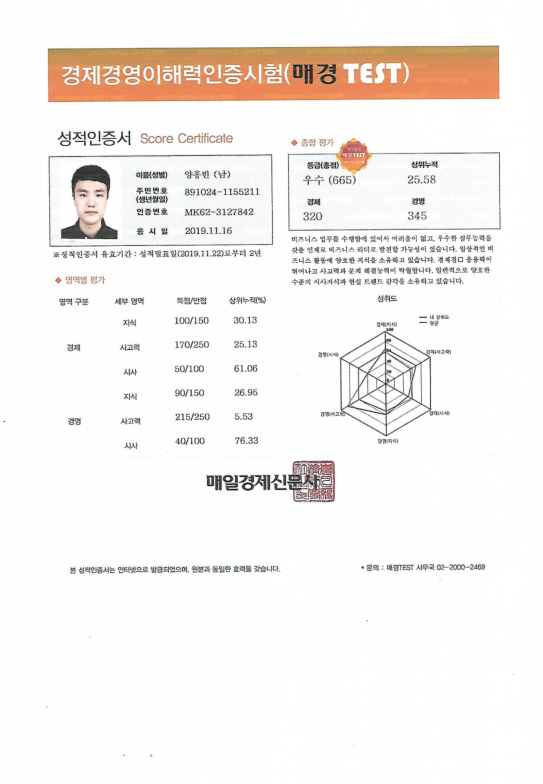 경제경영이해력인증시험(매경 TEST)
성적인증서 Score Certificate
이름(성별) 양홍민 (남)
주민번호 891024-1155211
(생년월일)
인증번호 MK62-3127842
응 시 일 2019.11.16
※성적인증서 유효기간 : 성적발표일(2019.11.22)로부터 2년
❖ 종합 평가
등급(총점) 상위누적
우수 (665) 25.58
경제 경영
320 345
비즈니스 업무를 수행함에 있어서 어려움이 없고, 우수한 실무능력을
갖춘 인재로 비즈니스 리더로 발전할 가능성이 있습니다. 일상적인 비
즈니스 활동에 양호한 지식을 소유하고 있습니다. 경제경□ 응용력이
뛰어나고 사고력과 문제 해결능력이 탁월합니다. 일반적으로 양호한
수준의 시사지식과 현실 트렌드 감각을 소유하고 있습니다.
❖ 영역별 평가
영역 구분 세부 영역 득점/만점 상위누적(%)
지식 100/150 30.13
경제 사고력 170/250 25.13
시사 50/100 61.06
지식 90/150 26.95
경영 사고력 215/250 5.53
시사 40/100 76.33
성취도
내 성취도
평균
경제(지식)
경제(사고력)
경제(시사)
경영(지식)
경영(사고력)
경영(시사)
매일경제신문사
본 성적인증서는 인터넷으로 발급되었으며, 원본과 동일한 효력을 갖습니다.
* 문의 : 매경TEST 사무국 02-2000-2469